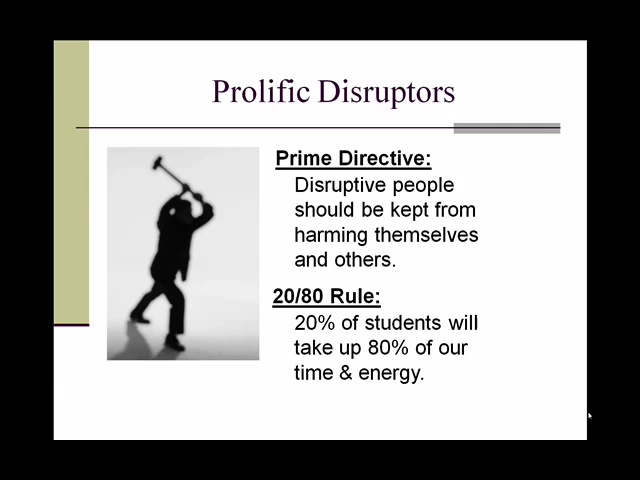 Prolific Disruptors
Prime Directive:
Disruptive people
should be kept from
harming themselves
and others.
20/80 Rule:
20% of students will
take up 80% of our
time & energy.